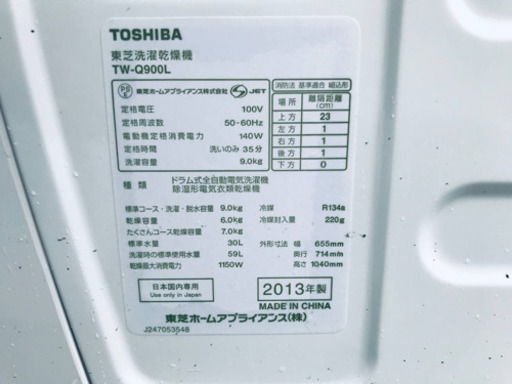 TOSHIBA
東芝洗濯乾燥機
TW-Q900L
PSE 東芝ホームアプライアンス株式会社 S JET
定格電圧 100V
定格周波数 50-60Hz
電動機定格消費電力 140W
定格時間 洗いのみ 35分
洗濯容量 9.0kg
消防法 基準適合 組込形
場所 離隔距離(cm)
上方 23
左方 1
右方 1
後方 1
下方 0
種類 ドラム式全自動電気洗濯機
除湿形電気衣類乾燥機
標準コース・洗濯・脱水容量 9.0kg
乾燥容量 6.0kg
たくさんコース乾燥容量 7.0kg
標準水量 30L
洗濯時の標準使用水量 59L
乾燥最大消費電力 1150W
冷媒 R134a
冷媒封入量 220g
外形寸法 幅 655mm
奥行 714mm
高さ 1040mm
日本国内専用
Use only in Japan
2013年製
MADE IN CHINA
東芝ホームアプライアンス(株)
J247053548